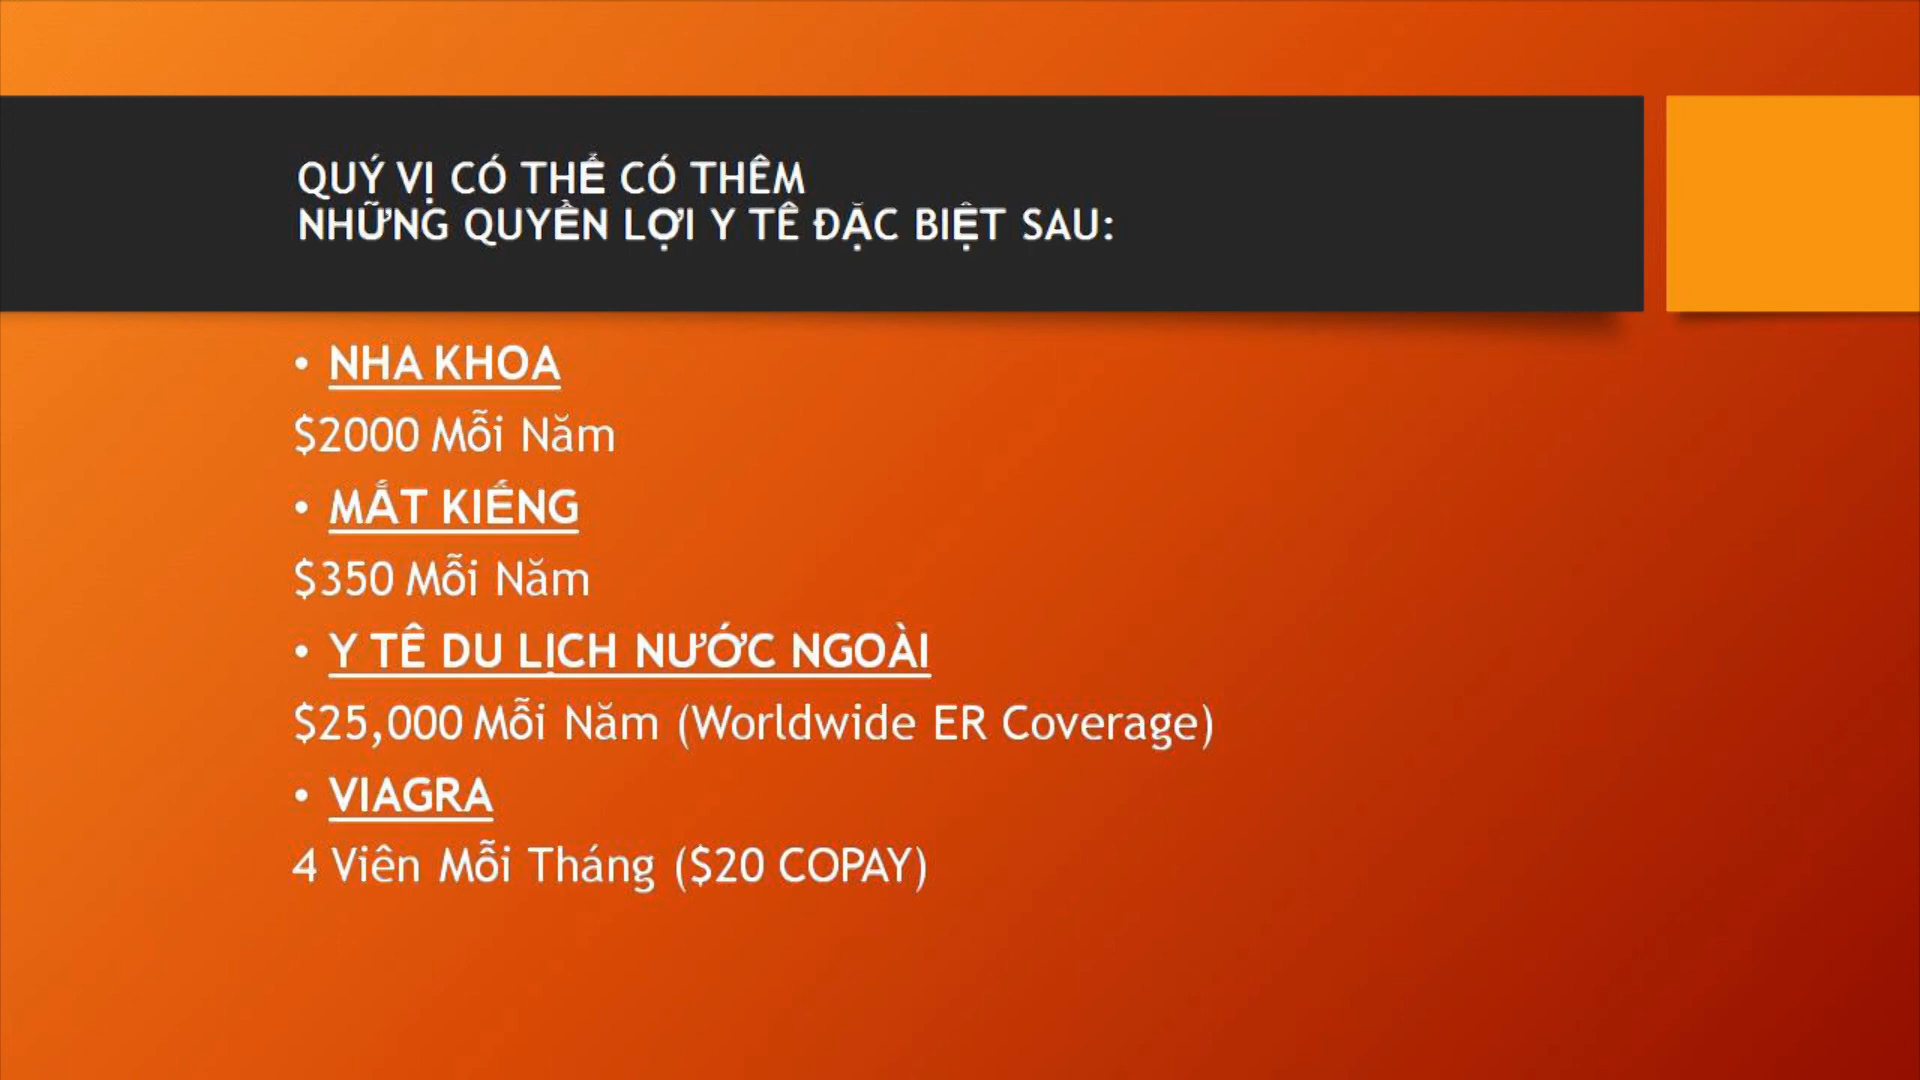 QUÝ VỊ CÓ THỂ CÓ THÊM
NHỮNG QUYỀN LỢI Y TẾ ĐẶC BIỆT SAU:
• NHA KHOA
$2000 Mỗi Năm
• MẮT KIẾNG
$350 Mỗi Năm
• Y TẾ DU LỊCH NƯỚC NGOÀI
$25,000 Mỗi Năm (Worldwide ER Coverage)
• VIAGRA
4 Viên Mỗi Tháng ($20 COPAY)